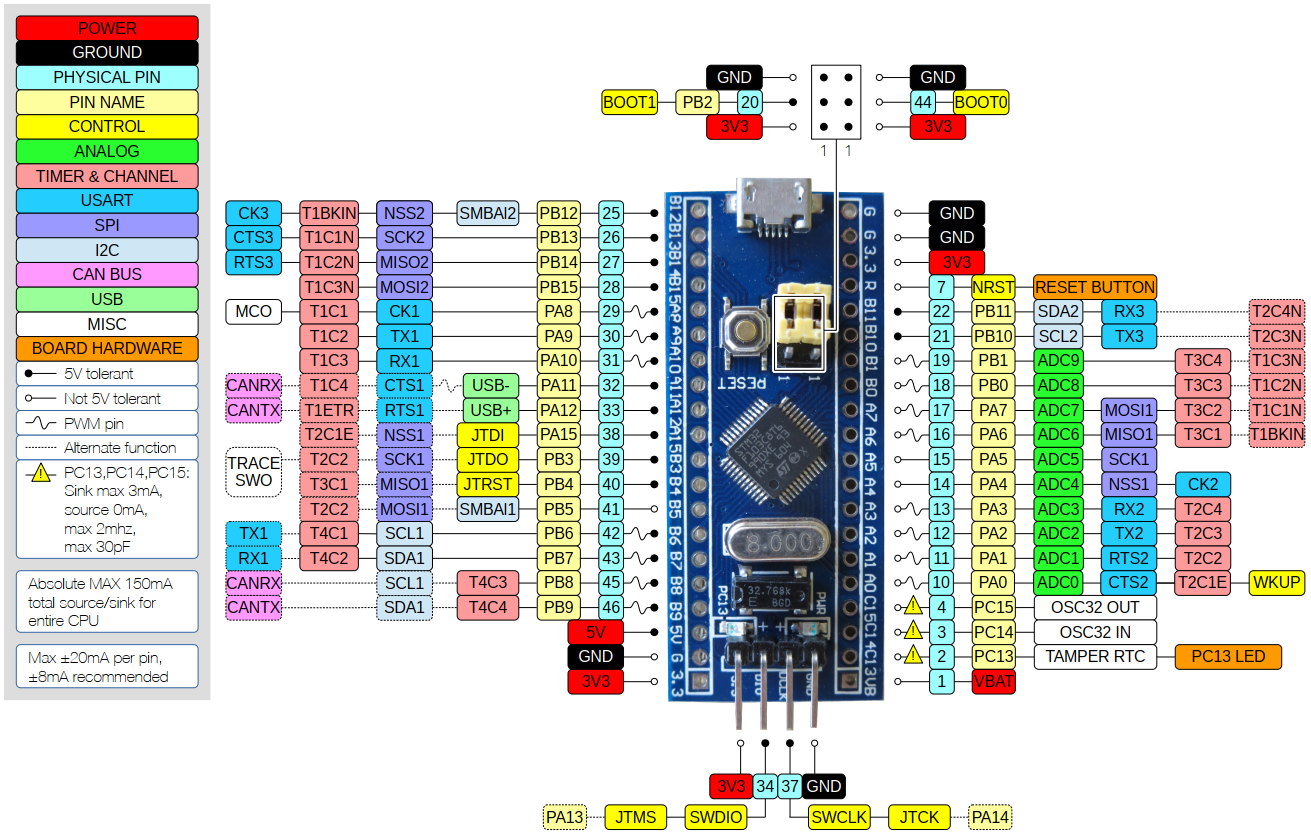 POWER
GROUND
PHYSICAL PIN
PIN NAME
CONTROL
ANALOG
TIMER & CHANNEL
USART
SPI
I2C
CAN BUS
USB
MISC
BOARD HARDWARE
5V tolerant
Not 5V tolerant
PWM pin
Alternate function
PC13,PC14,PC15:
Sink max 3mA,
source 0mA,
max 2mhz,
max 30pF
Absolute MAX 150mA
total source/sink for
entire CPU
Max ±20mA per pin,
±8mA recommended
GND GND
BOOT1 PB2 20 44 BOOT0
3V3 3V3
1 1
CK3 T1BKIN NSS2 SMBAI2 PB12 25
CTS3 T1C1N SCK2 PB13 26
RTS3 T1C2N MISO2 PB14 27
T1C3N MOSI2 PB15 28
MCO T1C1 CK1 PA8 29
T1C2 TX1 PA9 30
T1C3 RX1 PA10 31
CANRX T1C4 CTS1 USB- PA11 32
CANTX T1ETR RTS1 USB+ PA12 33
T2C1E NSS1 JTDI PA15 38
TRACE
SWO
T2C2 SCK1 JTDO PB3 39
T3C1 MISO1 JTRST PB4 40
T2C2 MOSI1 SMBAI1 PB5 41
TX1 T4C1 SCL1 PB6 42
RX1 T4C2 SDA1 PB7 43
CANRX SCL1 T4C3 PB8 45
CANTX SDA1 T4C4 PB9 46
5V
GND
3V3
B12 B13 B14 B15 A8 A9 A10 A11 A12 A15 B3 B4 B5 B6 B7 B8 B9 5V G 3.3
RESET
1 1
8.000
32.768k
E BGD
PC13
PWR
G G 3.3 R B11 B10 B1 B0 A7 A6 A5 A4 A3 A2 A1 A0 C15 C14 C13 VB
GND
GND
3V3
7 NRST RESET BUTTON
22 PB11 SDA2 RX3 T2C4N
21 PB10 SCL2 TX3 T2C3N
19 PB1 ADC9 T3C4 T1C3N
18 PB0 ADC8 T3C3 T1C2N
17 PA7 ADC7 MOSI1 T3C2 T1C1N
16 PA6 ADC6 MISO1 T3C1 T1BKIN
15 PA5 ADC5 SCK1
14 PA4 ADC4 NSS1 CK2
13 PA3 ADC3 RX2 T2C4
12 PA2 ADC2 TX2 T2C3
11 PA1 ADC1 RTS2 T2C2
10 PA0 ADC0 CTS2 T2C1E WKUP
4 PC15 OSC32 OUT
3 PC14 OSC32 IN
2 PC13 TAMPER RTC PC13 LED
1 VBAT
3V3 34 37 GND
PA13 JTMS SWDIO SWCLK JTCK PA14